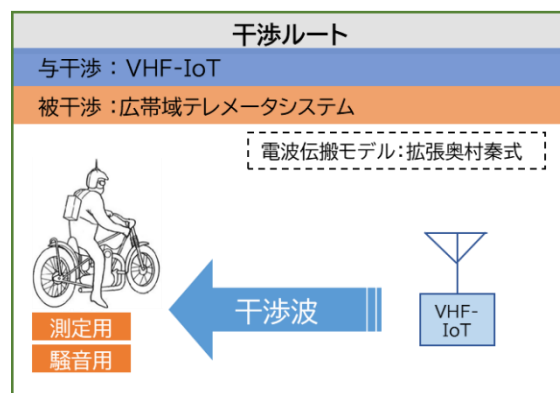 干渉ルート
与干渉：VHF-IoT
被干渉：広帯域テレメータシステム
電波伝搬モデル：拡張奥村秦式
干渉波
VHF-
IoT
測定用
騒音用